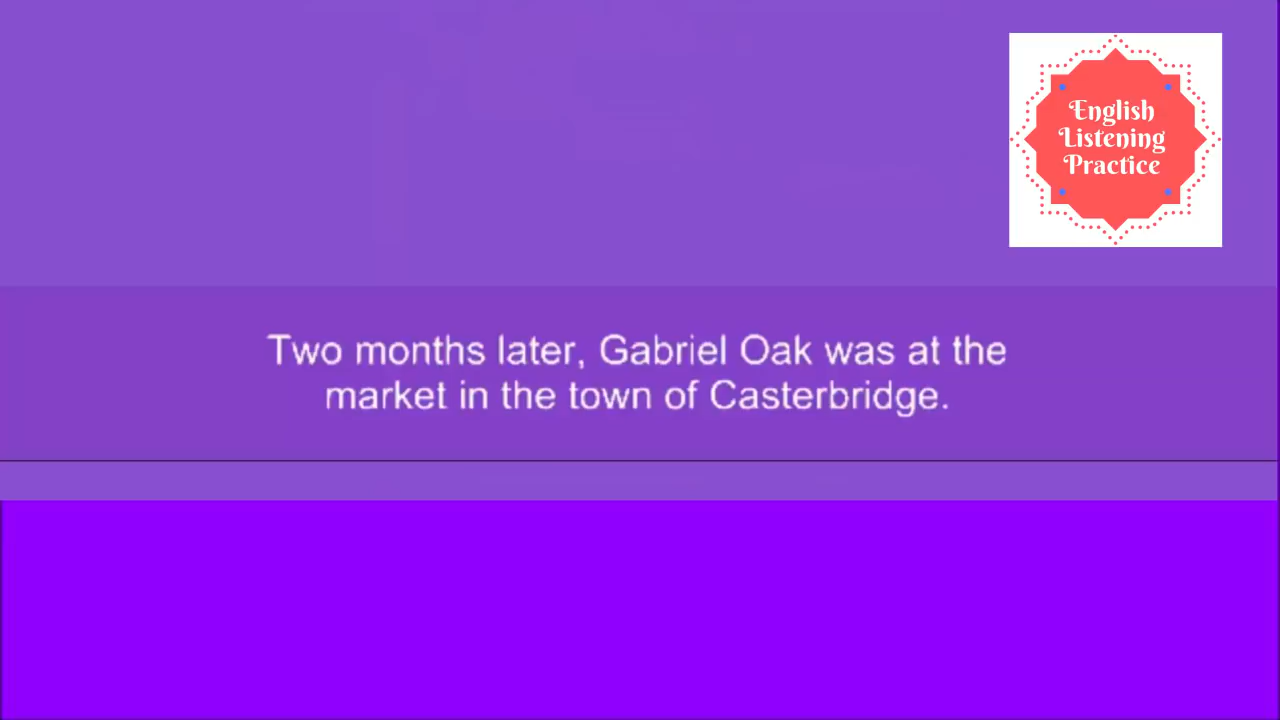 English
Listening
Practice
Two months later, Gabriel Oak was at the
market in the town of Casterbridge.